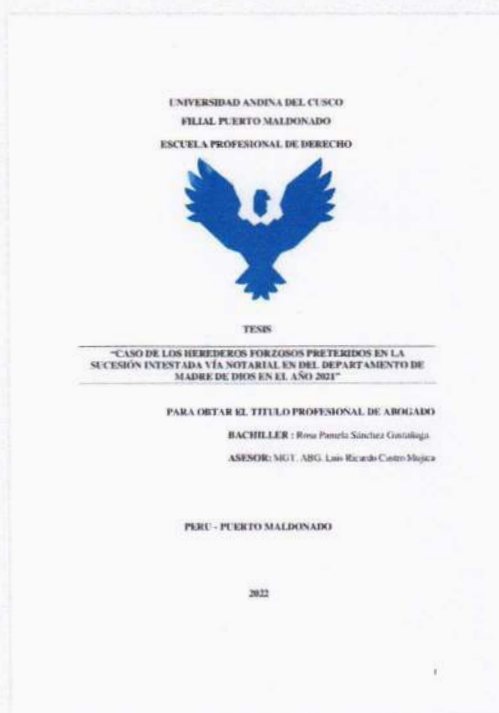 UNIVERSIDAD ANDINA DEL CUSCO
FILIAL PUERTO MALDONADO
ESCUELA PROFESIONAL DE DERECHO
TESIS
"CASO DE LOS HEREDEROS FORZOSOS PRETERIDOS EN LA
SUCESIÓN INTESTADA VÍA NOTARIAL EN DEL DEPARTAMENTO DE
MADRE DE DIOS EN EL AÑO 2021"
PARA OBTAR EL TITULO PROFESIONAL DE ABOGADO
BACHILLER : Rosa Pamela Sánchez
ASESOR: MGT. ABG. Luis Ricardo Castro Mujica
PERU - PUERTO MALDONADO
2022
1